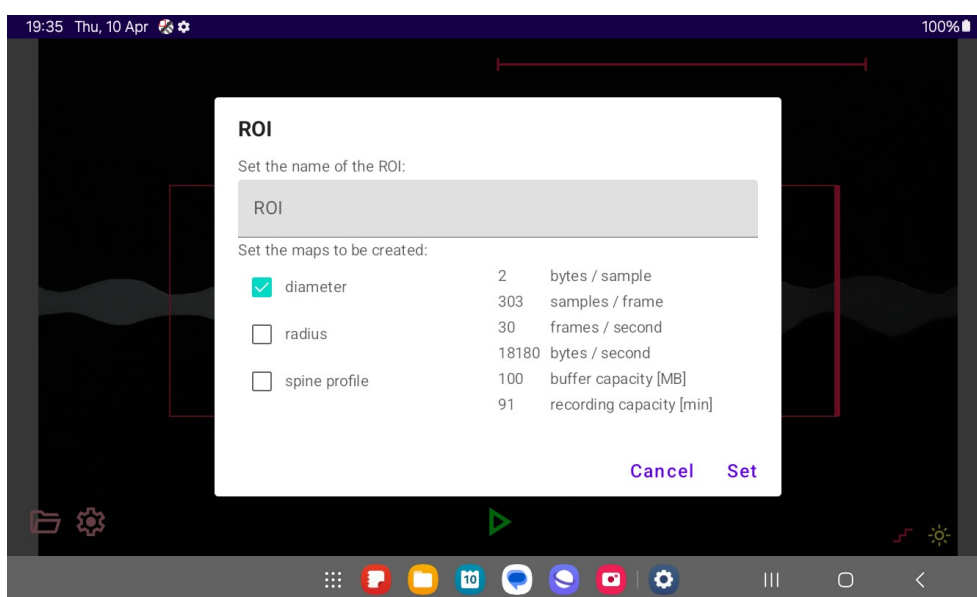 19:35 Thu, 10 Apr 100%
ROI
Set the name of the ROI:
ROI
Set the maps to be created:
diameter
radius
spine profile
2 bytes / sample
303 samples / frame
30 frames / second
18180 bytes / second
100 buffer capacity [MB]
91 recording capacity [min]
Cancel Set
10